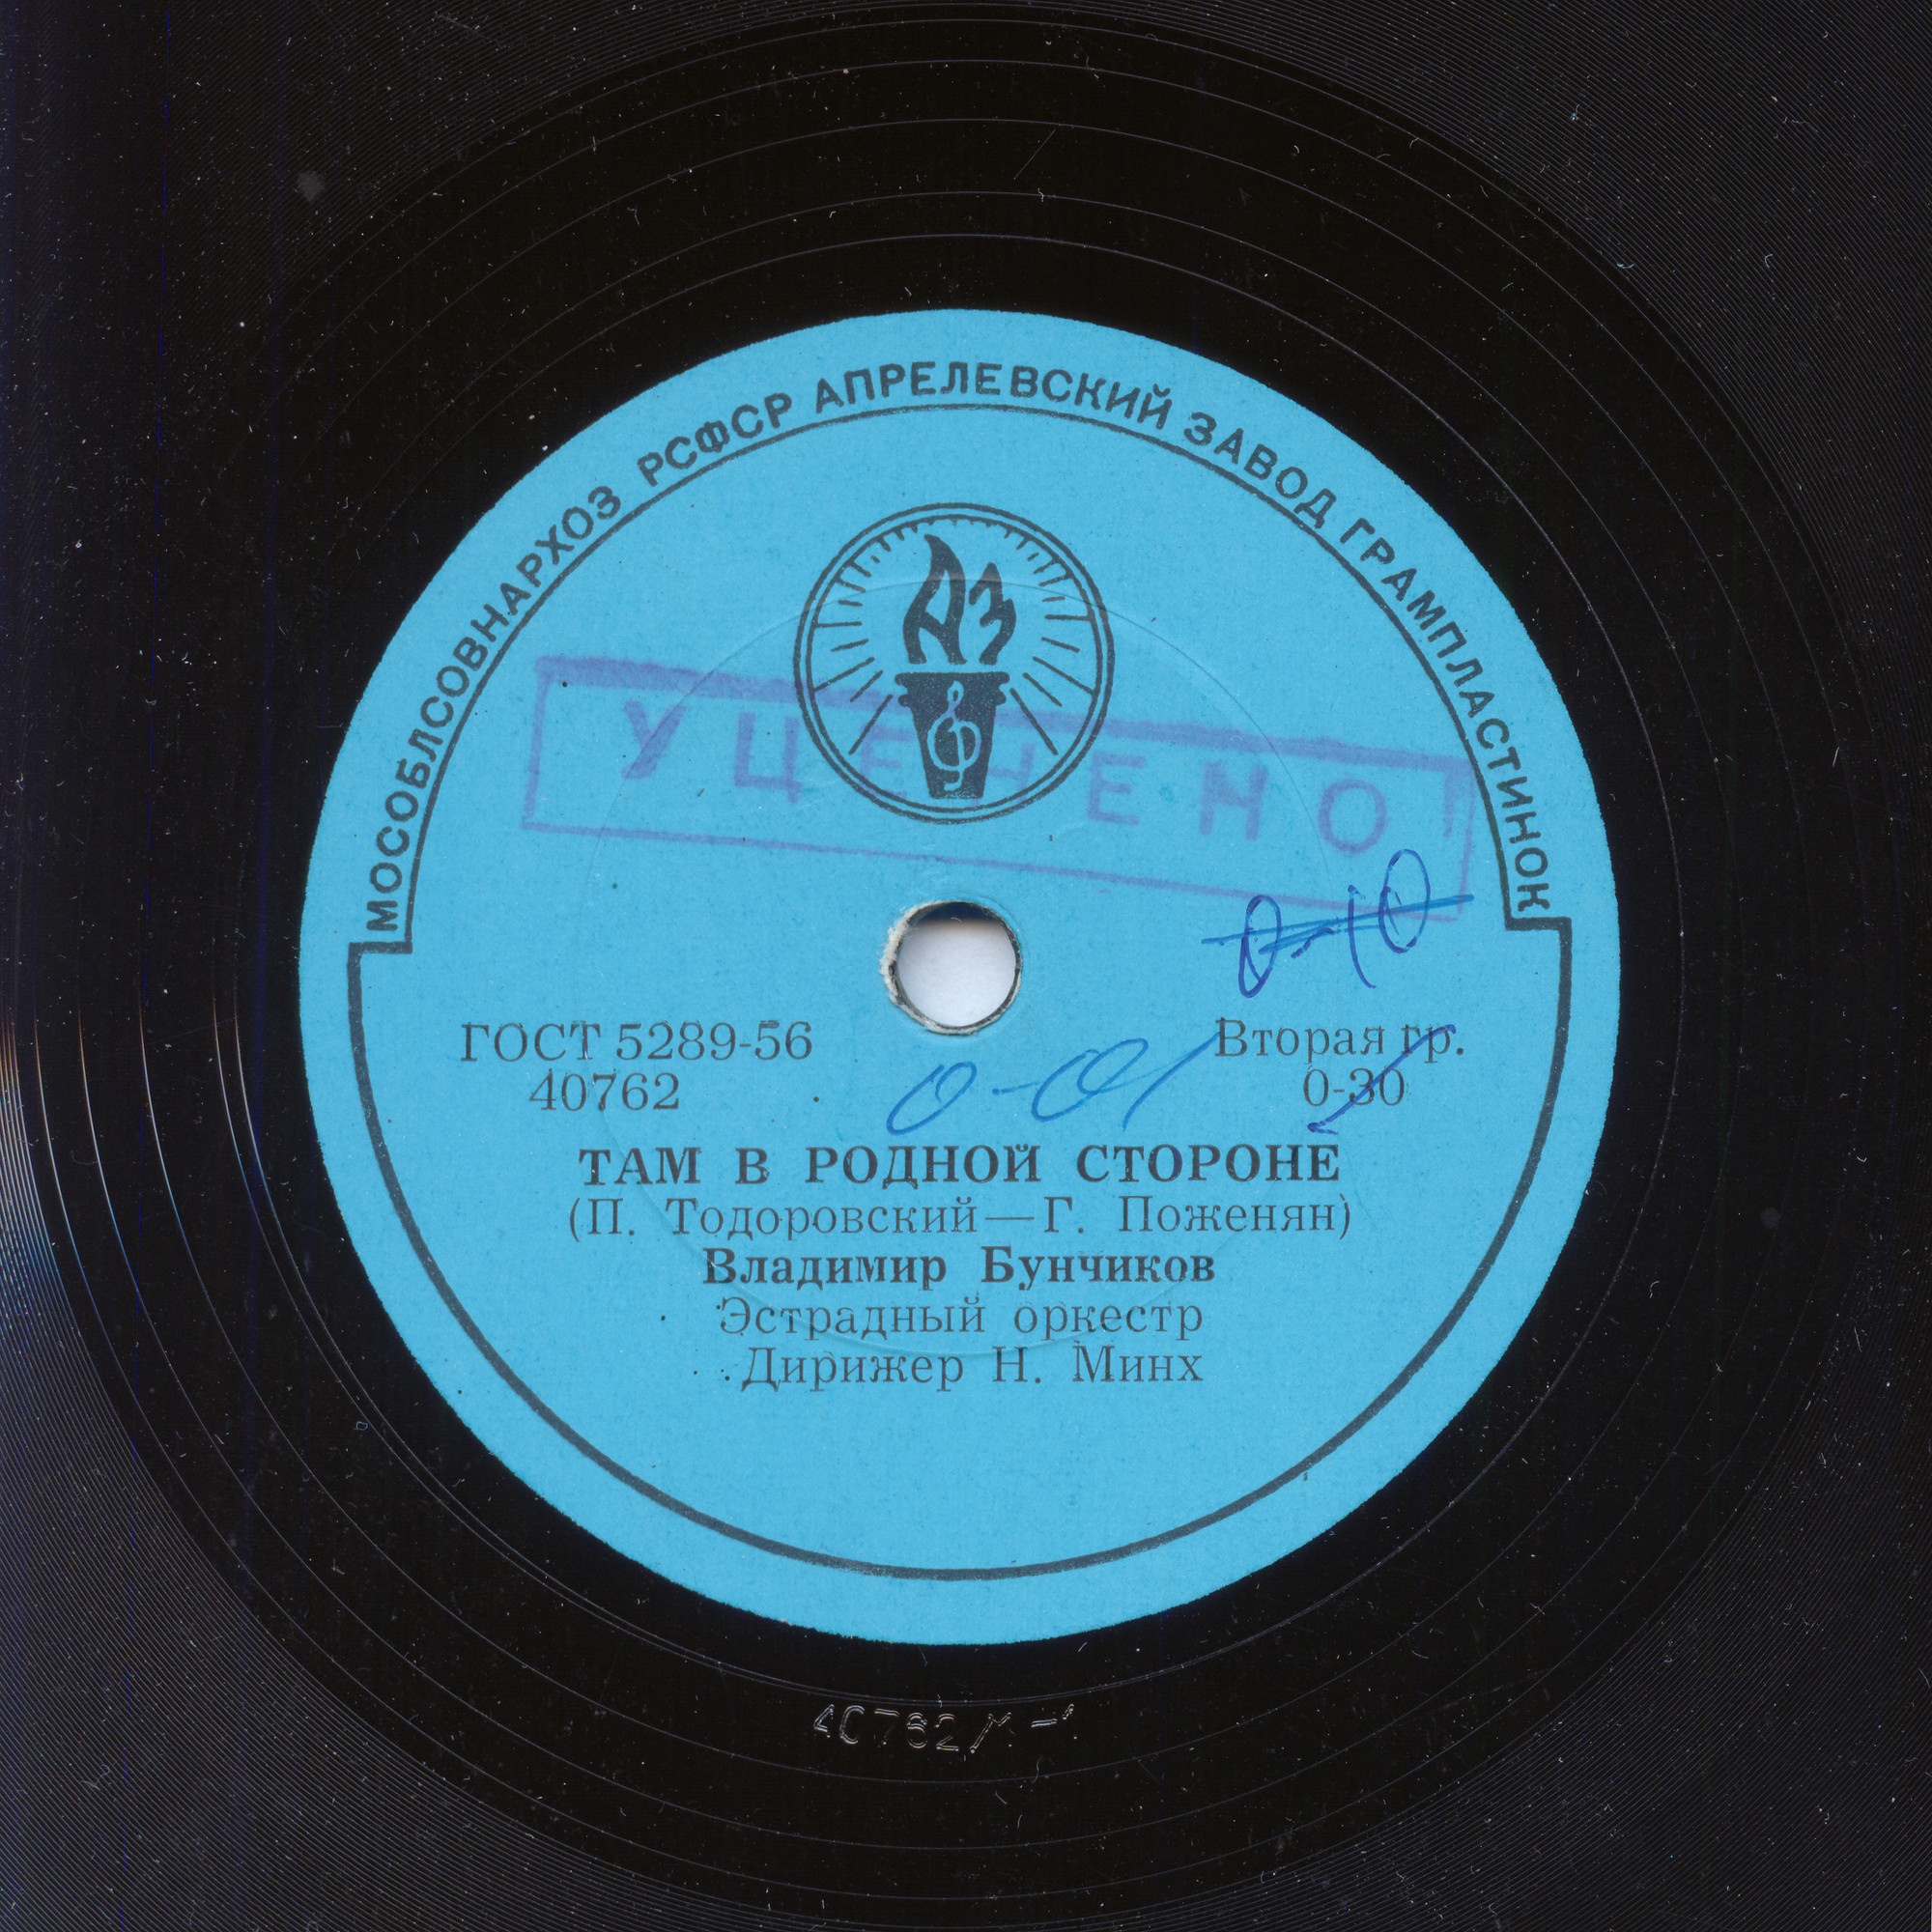 МОСОБЛСОВНАРХОЗ РСФСР АПРЕЛЕВСКИЙ ЗАВОД ГРАМПЛАСТИНОК
АЗ
УЦЕНЕНО
0-10
ГОСТ 5289-56
40762
0-01
Вторая гр.
0-30
ТАМ В РОДНОЙ СТОРОНЕ
(П. Тодоровский—Г. Поженян)
Владимир Бунчиков
Эстрадный оркестр
Дирижер Н. Минх